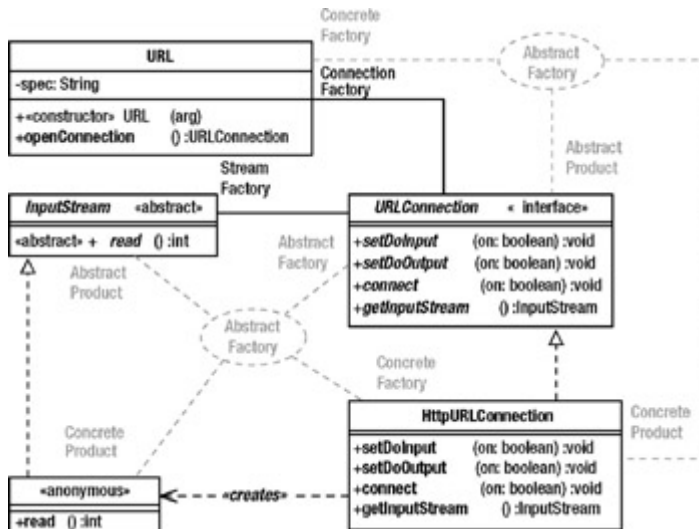 URL
-spec: String
+«constructor» URL (arg)
+openConnection () :URLConnection
Concrete
Factory
Abstract
Factory
Connection
Factory
Abstract
Product
Stream
Factory
InputStream «abstract»
«abstract» + read () :int
URLConnection « interface»
+setDoInput (on: boolean) :void
+setDoOutput (on: boolean) :void
+connect (on: boolean) :void
+getInputStream () :InputStream
Abstract
Product
Abstract
Factory
Abstract
Factory
Concrete
Factory
Concrete
Product
HttpURLConnection
+setDoInput (on: boolean) :void
+setDoOutput (on: boolean) :void
+connect (on: boolean) :void
+getInputStream () :InputStream
Concrete
Product
«anonymous»
+read () :int
«creates»